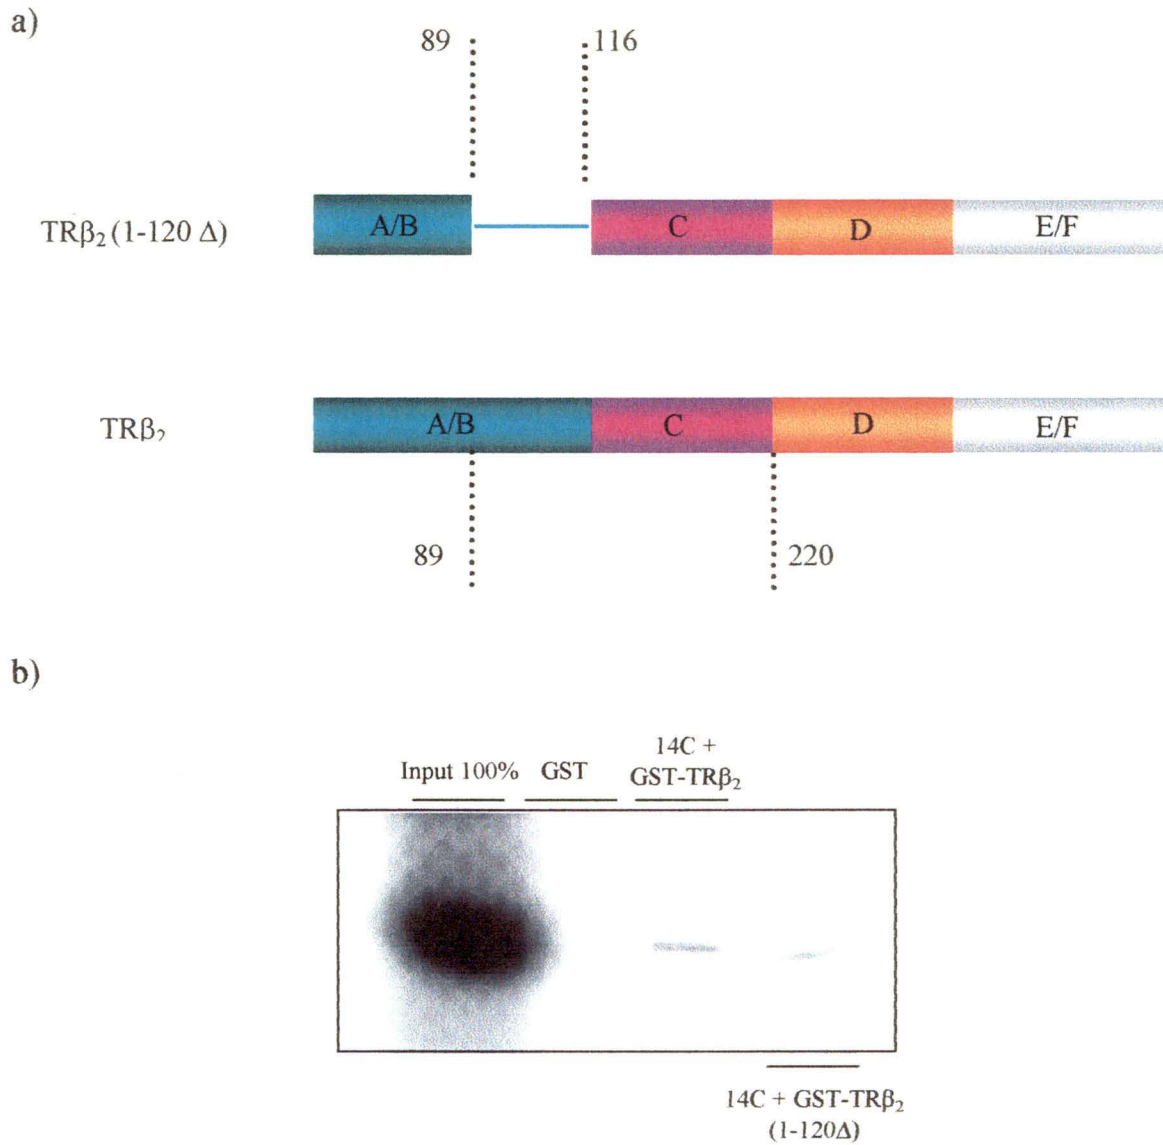 a)
89 116
TRβ₂ (1-120 Δ) A/B C D E/F
TRβ₂ A/B C D E/F
89 220
b)
Input 100% GST 14C +
GST-TRβ₂
14C + GST-TRβ₂
(1-120Δ)